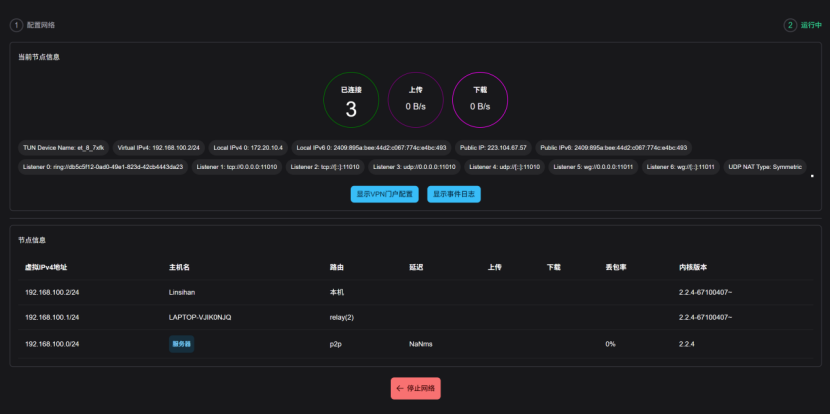 1 配置网络 2 运行中
当前节点信息
已连接 上传 下载
3 0 B/s 0 B/s
TUN Device Name: et_8_7xfk Virtual IPv4: 192.168.100.2/24 Local IPv4 0: 172.20.10.4 Local IPv6 0: 2409:895a:bee:44d2:c067:774c:e4bc:493 Public IP: 223.104.67.57 Public IPv6: 2409:895a:bee:44d2:c067:774c:e4bc:493
Listener 0: ring://db5c5f12-0ad0-49e1-823d-42cb4443da23 Listener 1: tcp://0.0.0.0:11010 Listener 2: tcp://[::]:11010 Listener 3: udp://0.0.0.0:11010 Listener 4: udp://[::]:11010 Listener 5: wg://0.0.0.0:11011 Listener 6: wg://[::]:11011 UDP NAT Type: Symmetric
显示VPN门户配置 显示事件日志
节点信息
虚拟IPv4地址 主机名 路由 延迟 上传 下载 丢包率 内核版本
192.168.100.2/24 Linsihan 本机 2.2.4-67100407~
192.168.100.1/24 LAPTOP-VJIK0NJQ relay(2) 2.2.4-67100407~
192.168.100.0/24 服务器 p2p NaNms 0% 2.2.4
← 停止网络